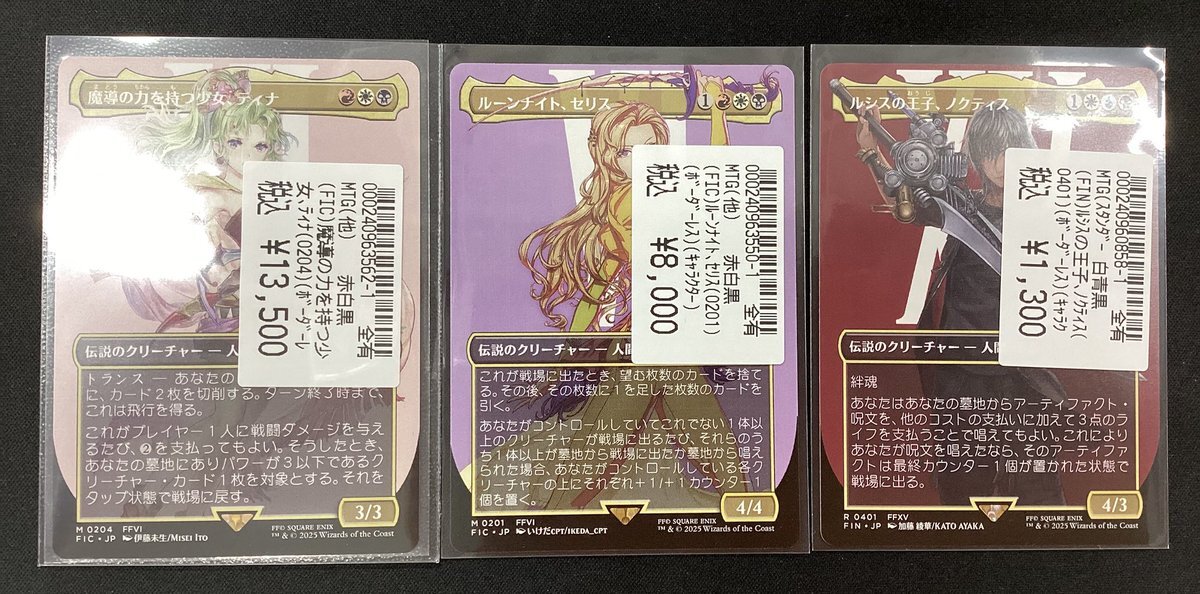 魔導の力を持つ少女、ティナ
000240963562-1
MTG(他) 赤白黒 全有
(FIC)魔導の力を持つ少
女、ティナ(0204)(ボーダーレ
税込 ¥13,500
伝説のクリーチャー ― 人
トランス ― あなたの
に、カード2枚を切削する。ターン終了時まで、
これは飛行を得る。
これがプレイヤー1人に戦闘ダメージを与え
るたび、❷を支払ってもよい。そうしたとき、
あなたの墓地にありパワーが3以下であるク
リーチャー・カード1枚を対象とする。それを
タップ状態で戦場に戻す。
3/3
M 0204 FFVI
FIC・JP 伊藤未生/MISEI ITO
FF© SQUARE ENIX
™ & © 2025 Wizards of the Coast
ルーンナイト、セリス
1
000240963550-1
MTG(他) 赤白黒 全有
(FIC)ルーンナイト、セリス(0201)
(ボーダーレス)(キャラクター)
税込 ¥8,000
伝説のクリーチャー ― 人間
これが戦場に出たとき、望む枚数のカードを捨て
る。その後、その枚数に1を足した枚数のカードを
引く。
あなたがコントロールしていてこれでない1体以
上のクリーチャーが戦場に出るたび、それらのう
ち1体以上が墓地から戦場に出たか墓地から唱え
られた場合、あなたがコントロールしている各ク
リーチャーの上にそれぞれ+1/+1カウンター1
個を置く。
4/4
M 0201 FFVI
FIC・JP いけだCPT/IKEDA_CPT
FF© SQUARE ENIX
™ & © 2025 Wizards of the Coast
ルシスの王子、ノクティス
おうじ
1
000240960858-1
MTG(スタンダー 白青黒 全有
(FIN)ルシスの王子、ノクティス(
0401)(ボーダーレス)(キャラク
税込 ¥1,300
伝説のクリーチャー ― 人間
絆魂
あなたはあなたの墓地からアーティファクト・
呪文を、他のコストの支払いに加えて3点のラ
イフを支払うことで唱えてもよい。これにより
あなたが呪文を唱えたなら、そのアーティファ
クトは最終カウンター1個が置かれた状態で
戦場に出る。
4/3
R 0401 FFXV
FIN・JP 加藤 綾華/KATO AYAKA
FF© SQUARE ENIX
™ & © 2025 Wizards of the Coast